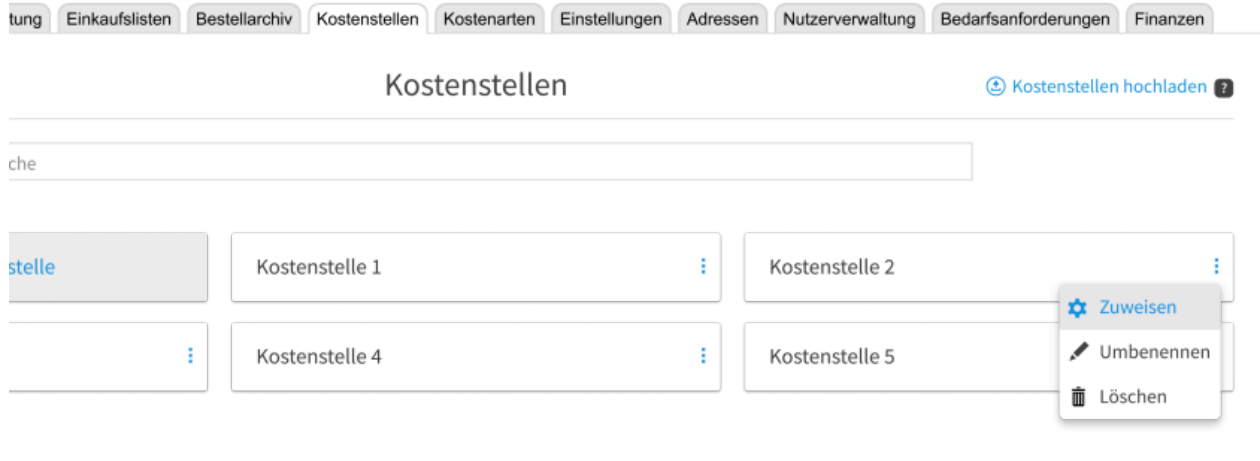 tung Einkaufslisten Bestellarchiv Kostenstellen Kostenarten Einstellungen Adressen Nutzerverwaltung Bedarfsanforderungen Finanzen
Kostenstellen
Kostenstellen hochladen ?
che
stelle
Kostenstelle 1
Kostenstelle 2
Zuweisen
Umbenennen
Löschen
Kostenstelle 4
Kostenstelle 5